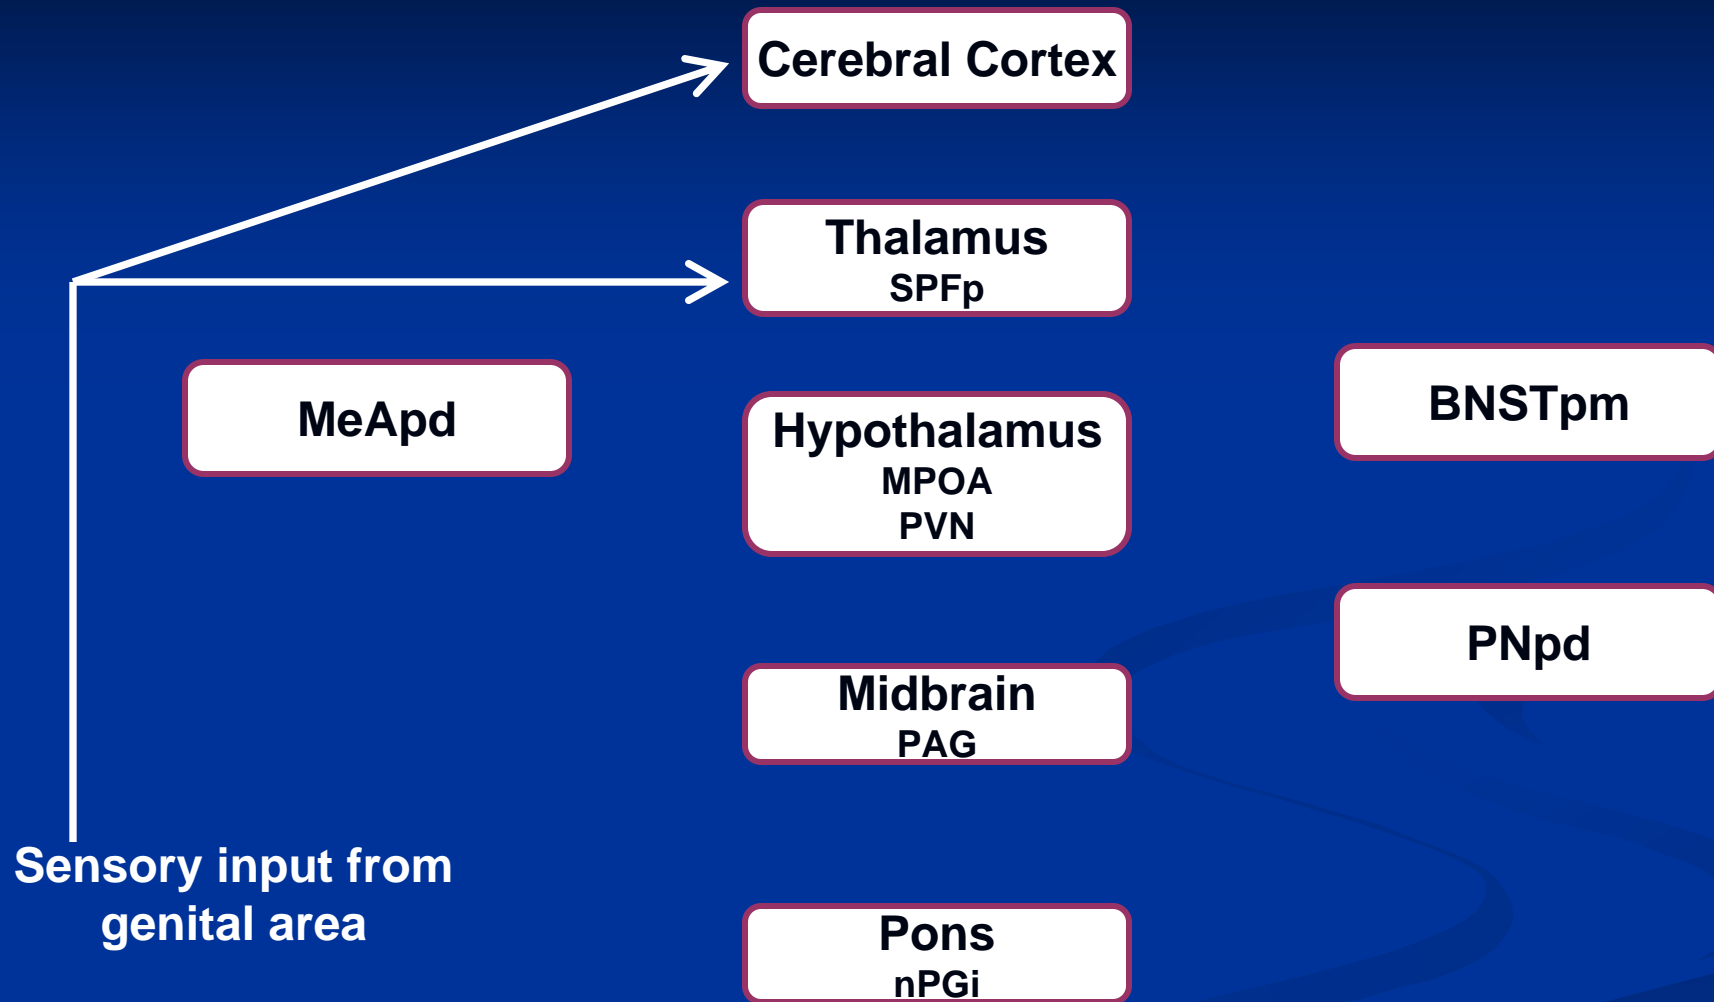 Cerebral Cortex
Thalamus
SPFp
MeApd
Hypothalamus
MPOA
PVN
BNSTpm
PNpd
Midbrain
PAG
Sensory input from
genital area
Pons
nPGi